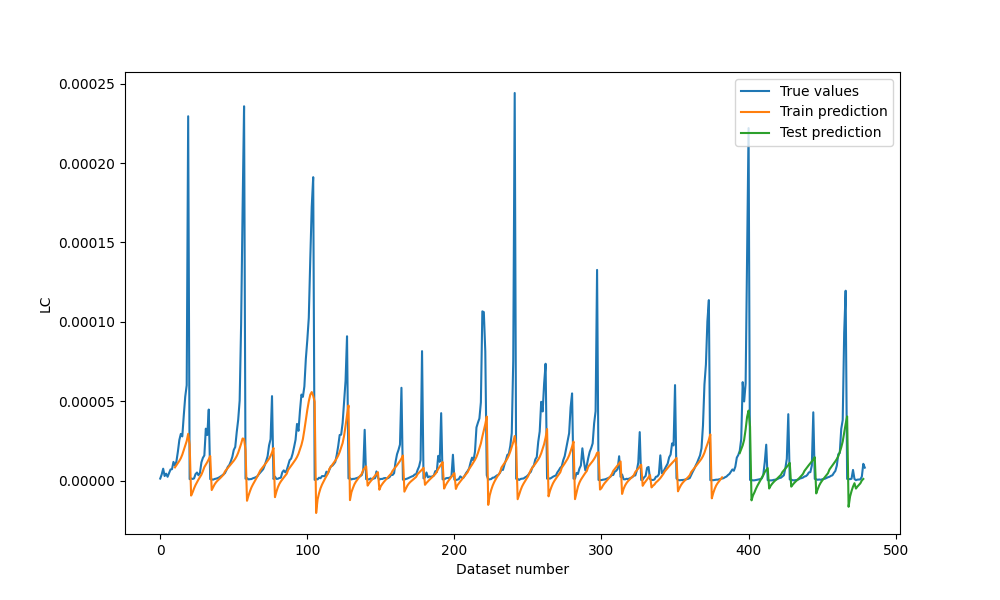 0.00025
0.00020
0.00015
0.00010
0.00005
0.00000
LC
0
100
200
300
400
500
Dataset number
True values
Train prediction
Test prediction